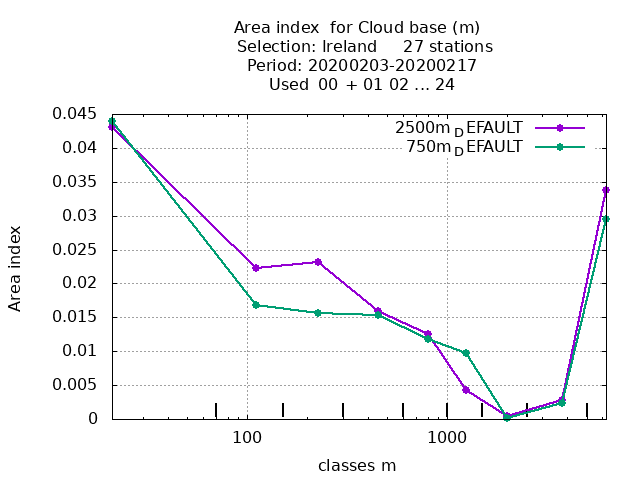 Area index  for Cloud base (m)
Selection: Ireland     27 stations
Period: 20200203-20200217
Used  00 + 01 02 ... 24
2500m_DEFAULT
750m_DEFAULT
0.045
0.04
0.035
0.03
0.025
0.02
0.015
0.01
0.005
0
Area index
100
1000
classes m